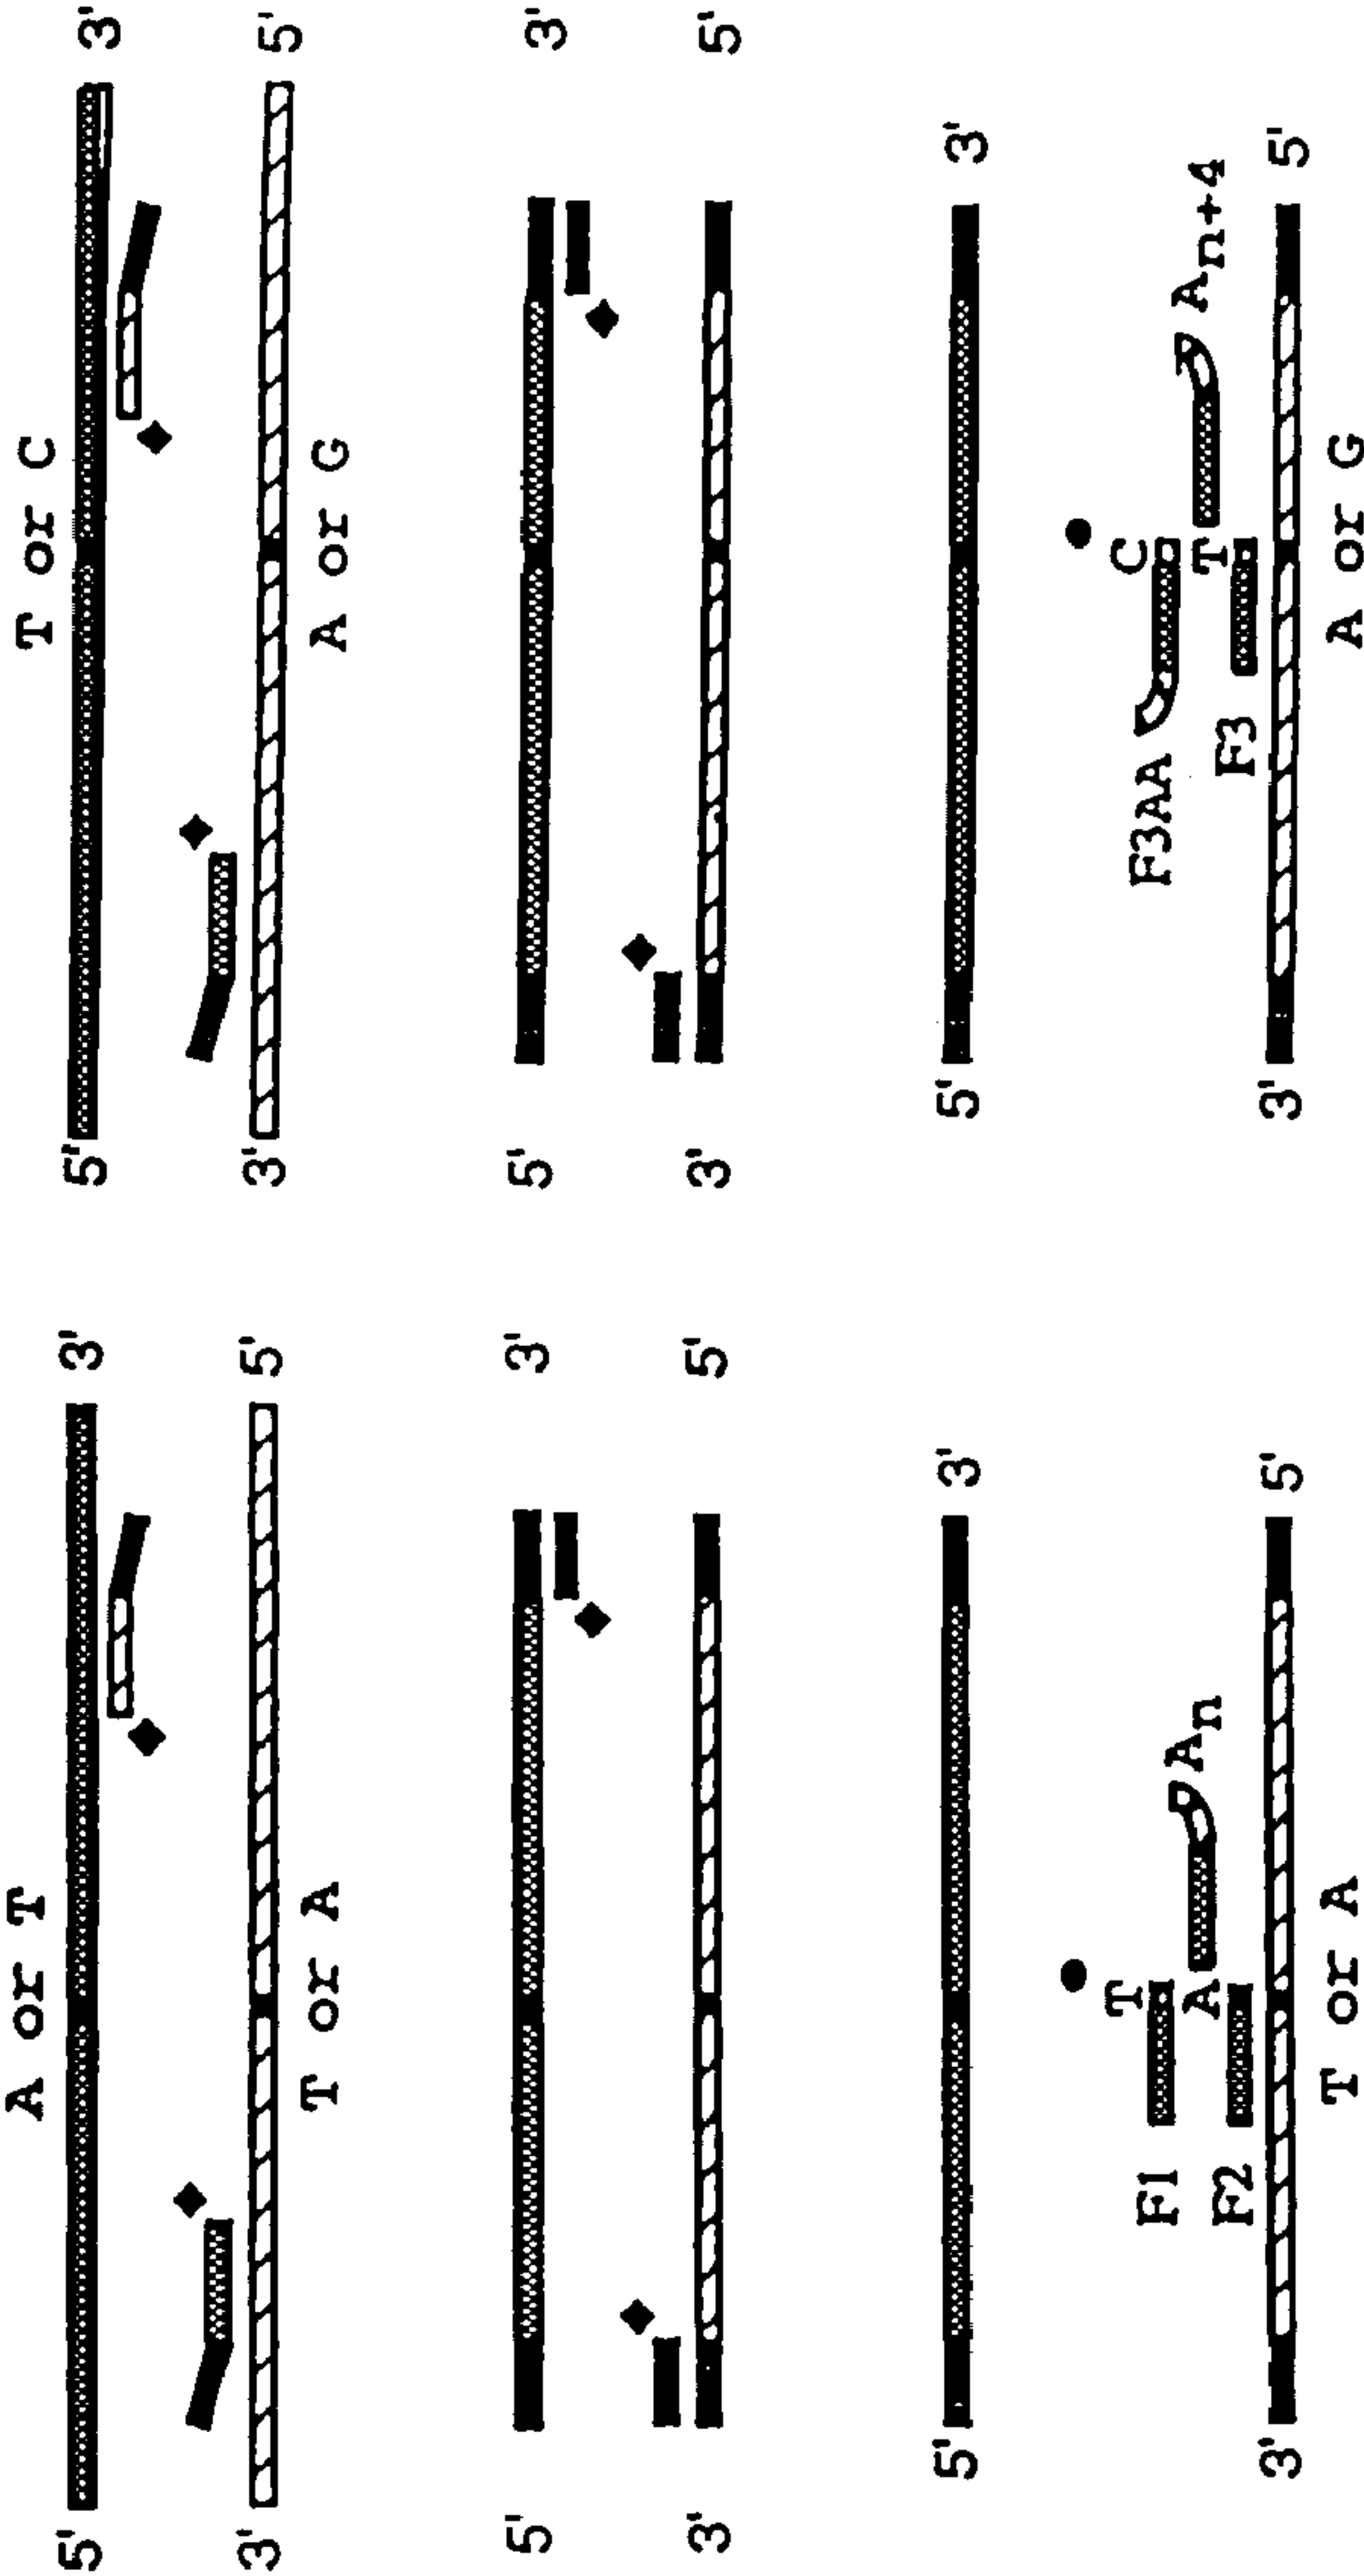 A or T
T or C
5' 3'
5' 3'
3' 5'
3' 5'
T or A
A or G
5' 3'
5' 3'
3' 5'
3' 5'
5' 3'
5' 3'
F1 T
F3AA C
A An
T An+4
F2
F3
3' 5'
3' 5'
T or A
A or G